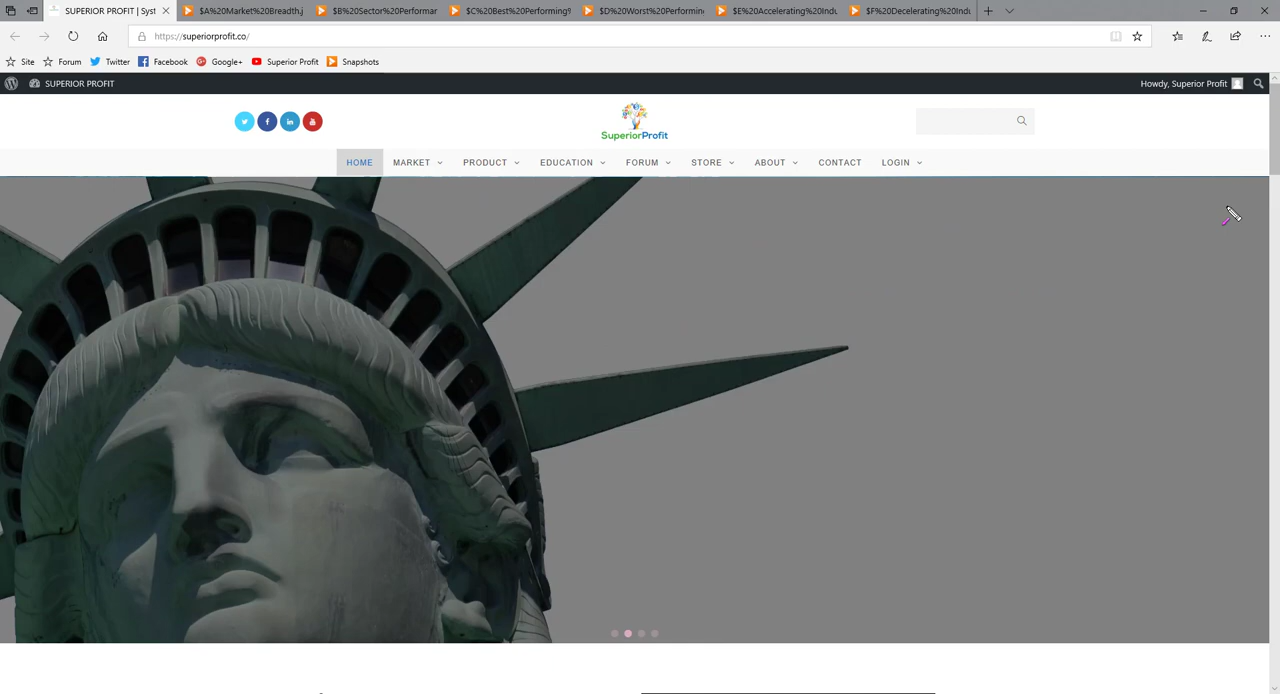 SUPERIOR PROFIT | Syst
$A%20Market%20Breadth.j
$B%20Sector%20Performar
$C%20Best%20Performing%
$D%20Worst%20Performinc
$E%20Accelerating%20Indu
$F%20Decelerating%20Indu
https://superiorprofit.co/
Site Forum Twitter Facebook Google+ Superior Profit Snapshots
SUPERIOR PROFIT
Howdy, Superior Profit
SuperiorProfit
HOME MARKET PRODUCT EDUCATION FORUM STORE ABOUT CONTACT LOGIN